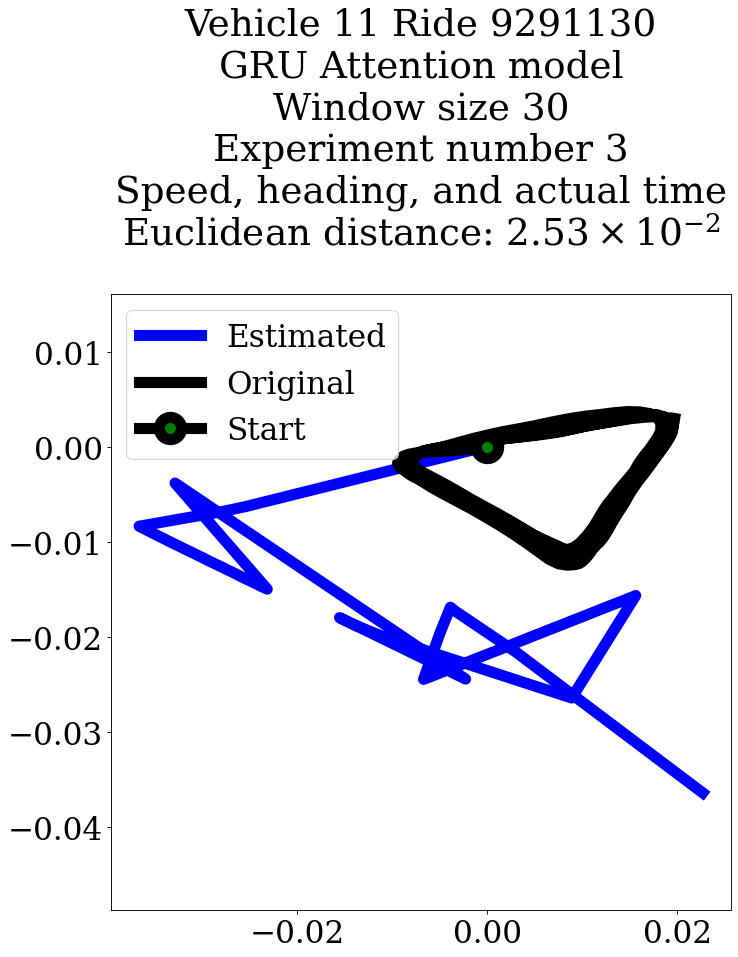 Vehicle 11 Ride 9291130
GRU Attention model
Window size 30
Experiment number 3
Speed, heading, and actual time
Euclidean distance: 2.53 × 10⁻²
Estimated
Original
Start
0.01
0.00
−0.01
−0.02
−0.03
−0.04
−0.02
0.00
0.02